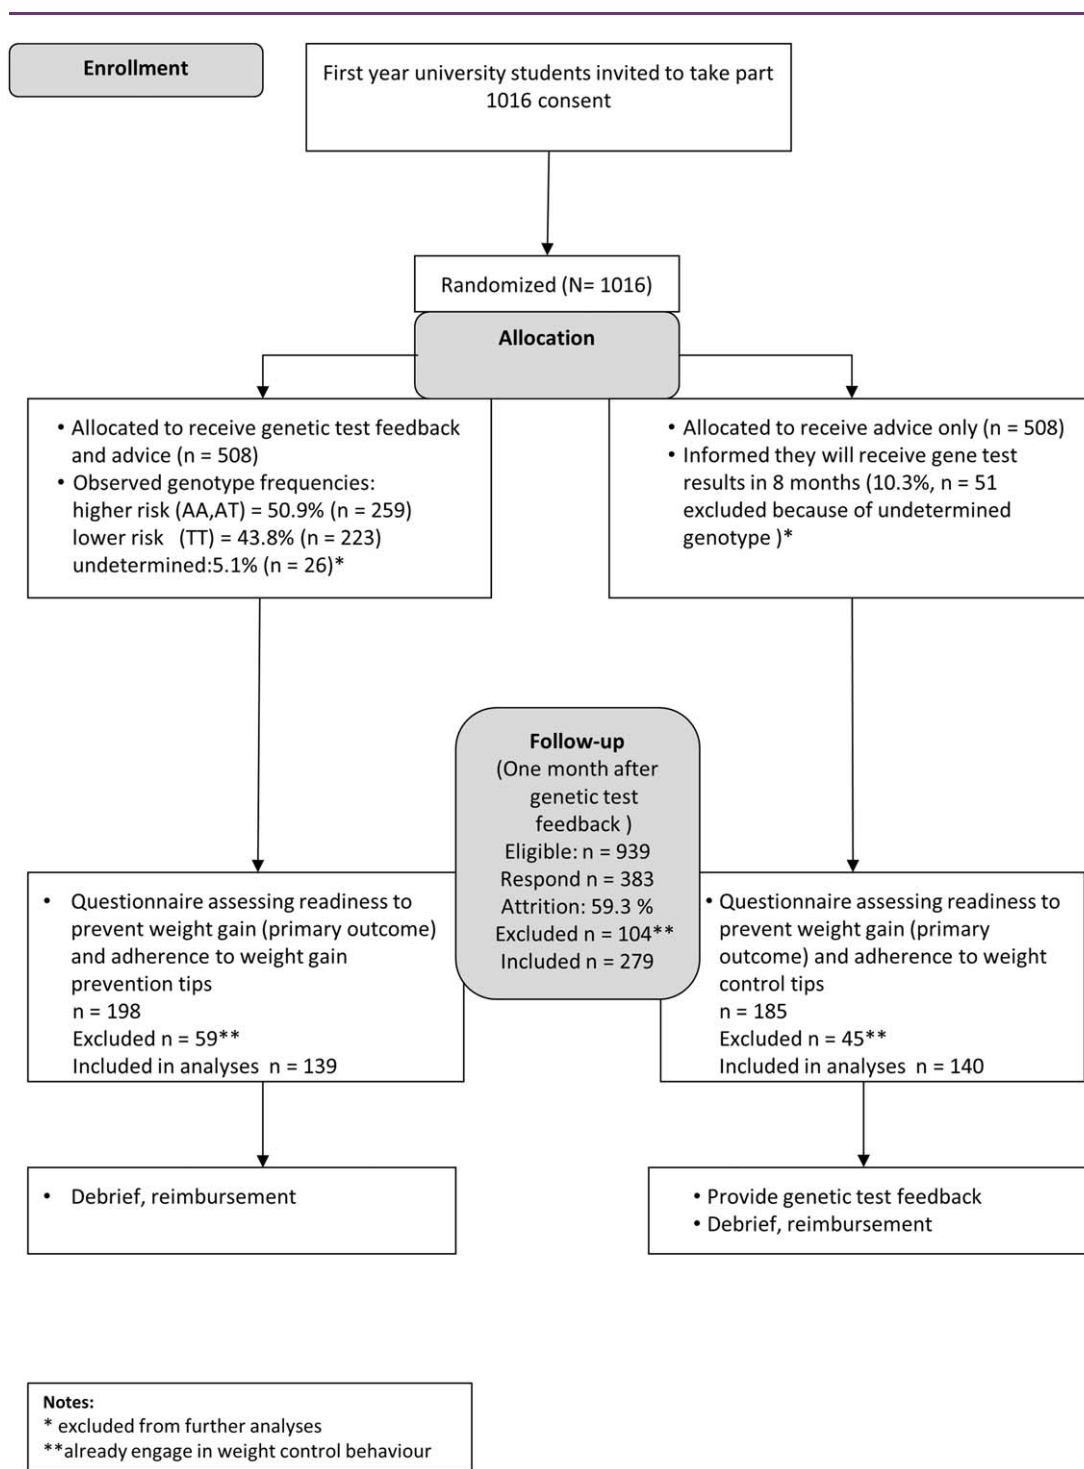 Enrollment
First year university students invited to take part
1016 consent
Randomized (N= 1016)
Allocation
• Allocated to receive genetic test feedback
and advice (n = 508)
• Observed genotype frequencies:
higher risk (AA,AT) = 50.9% (n = 259)
lower risk (TT) = 43.8% (n = 223)
undetermined:5.1% (n = 26)*
• Allocated to receive advice only (n = 508)
• Informed they will receive gene test
results in 8 months (10.3%, n = 51
excluded because of undetermined
genotype )*
Follow-up
(One month after
genetic test
feedback )
Eligible: n = 939
Respond n = 383
Attrition: 59.3 %
Excluded n = 104**
Included n = 279
• Questionnaire assessing readiness to
prevent weight gain (primary outcome)
and adherence to weight gain
prevention tips
n = 198
Excluded n = 59**
Included in analyses n = 139
• Questionnaire assessing readiness to
prevent weight gain (primary
outcome) and adherence to weight
control tips
n = 185
Excluded n = 45**
Included in analyses n = 140
• Debrief, reimbursement
• Provide genetic test feedback
• Debrief, reimbursement
Notes:
* excluded from further analyses
**already engage in weight control behaviour